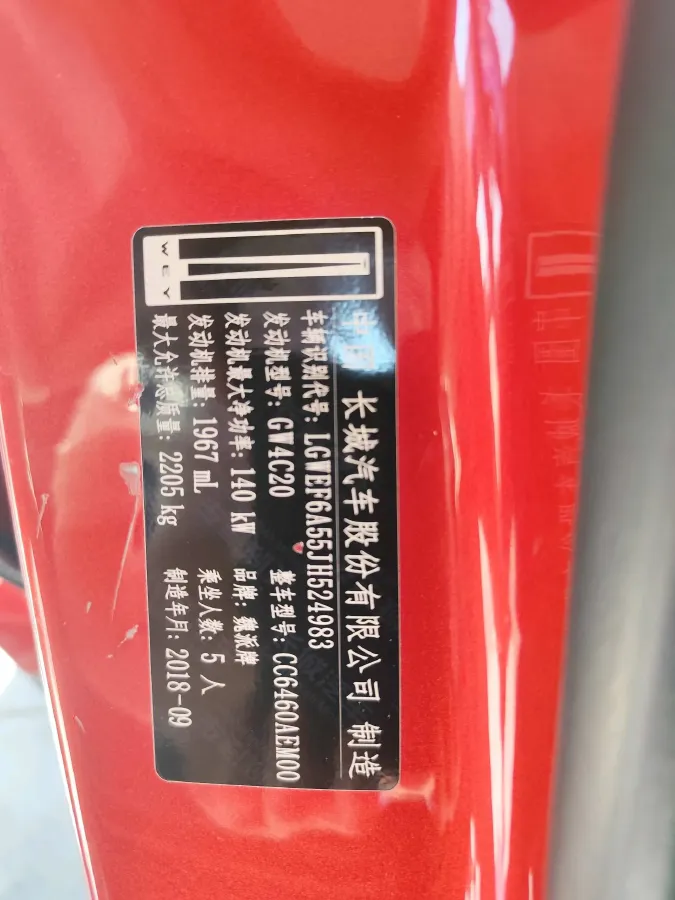 WEY
中国 长城汽车股份有限公司 制造
车辆识别代号: LGWEF6A55JH524983
发动机型号: GW4C20 整车型号: CC6460AEM00
发动机最大净功率: 140 kW 品牌: 魏派牌
发动机排量: 1967 mL 乘坐人数: 5 人
最大允许总质量: 2205 kg 制造年月: 2018-09